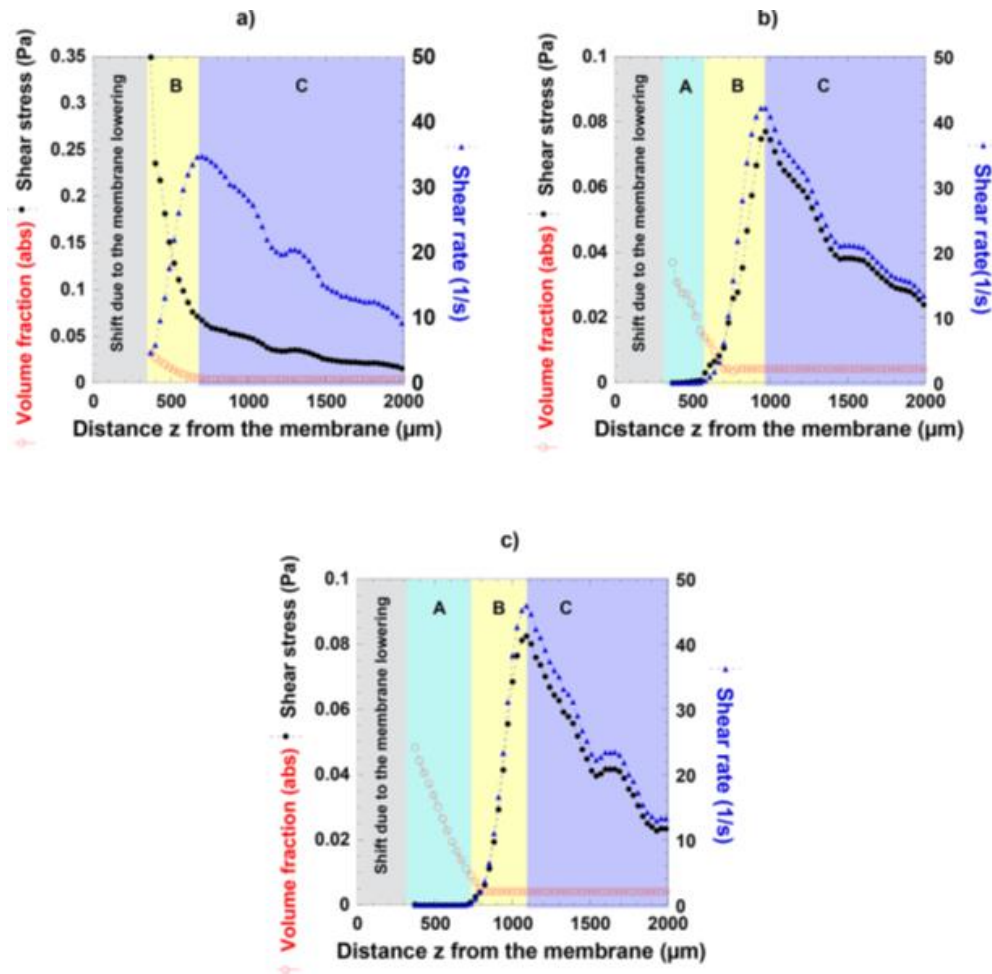 a)
Volume fraction (abs) Shear stress (Pa)
0.35
0.3
0.25
0.2
0.15
0.1
0.05
0
Shift due to the membrane lowering
B
C
50
40
30
20
10
0
Shear rate (1/s)
0 500 1000 1500 2000
Distance z from the membrane (μm)
b)
Volume fraction (abs) Shear stress (Pa)
0.1
0.08
0.06
0.04
0.02
0
Shift due to the membrane lowering
A
B
C
50
40
30
20
10
0
Shear rate(1/s)
0 500 1000 1500 2000
Distance z from the membrane (μm)
c)
Volume fraction (abs) Shear stress (Pa)
0.1
0.08
0.06
0.04
0.02
0
Shift due to the membrane lowering
A
B
C
50
40
30
20
10
0
Shear rate (1/s)
0 500 1000 1500 2000
Distance z from the membrane (μm)